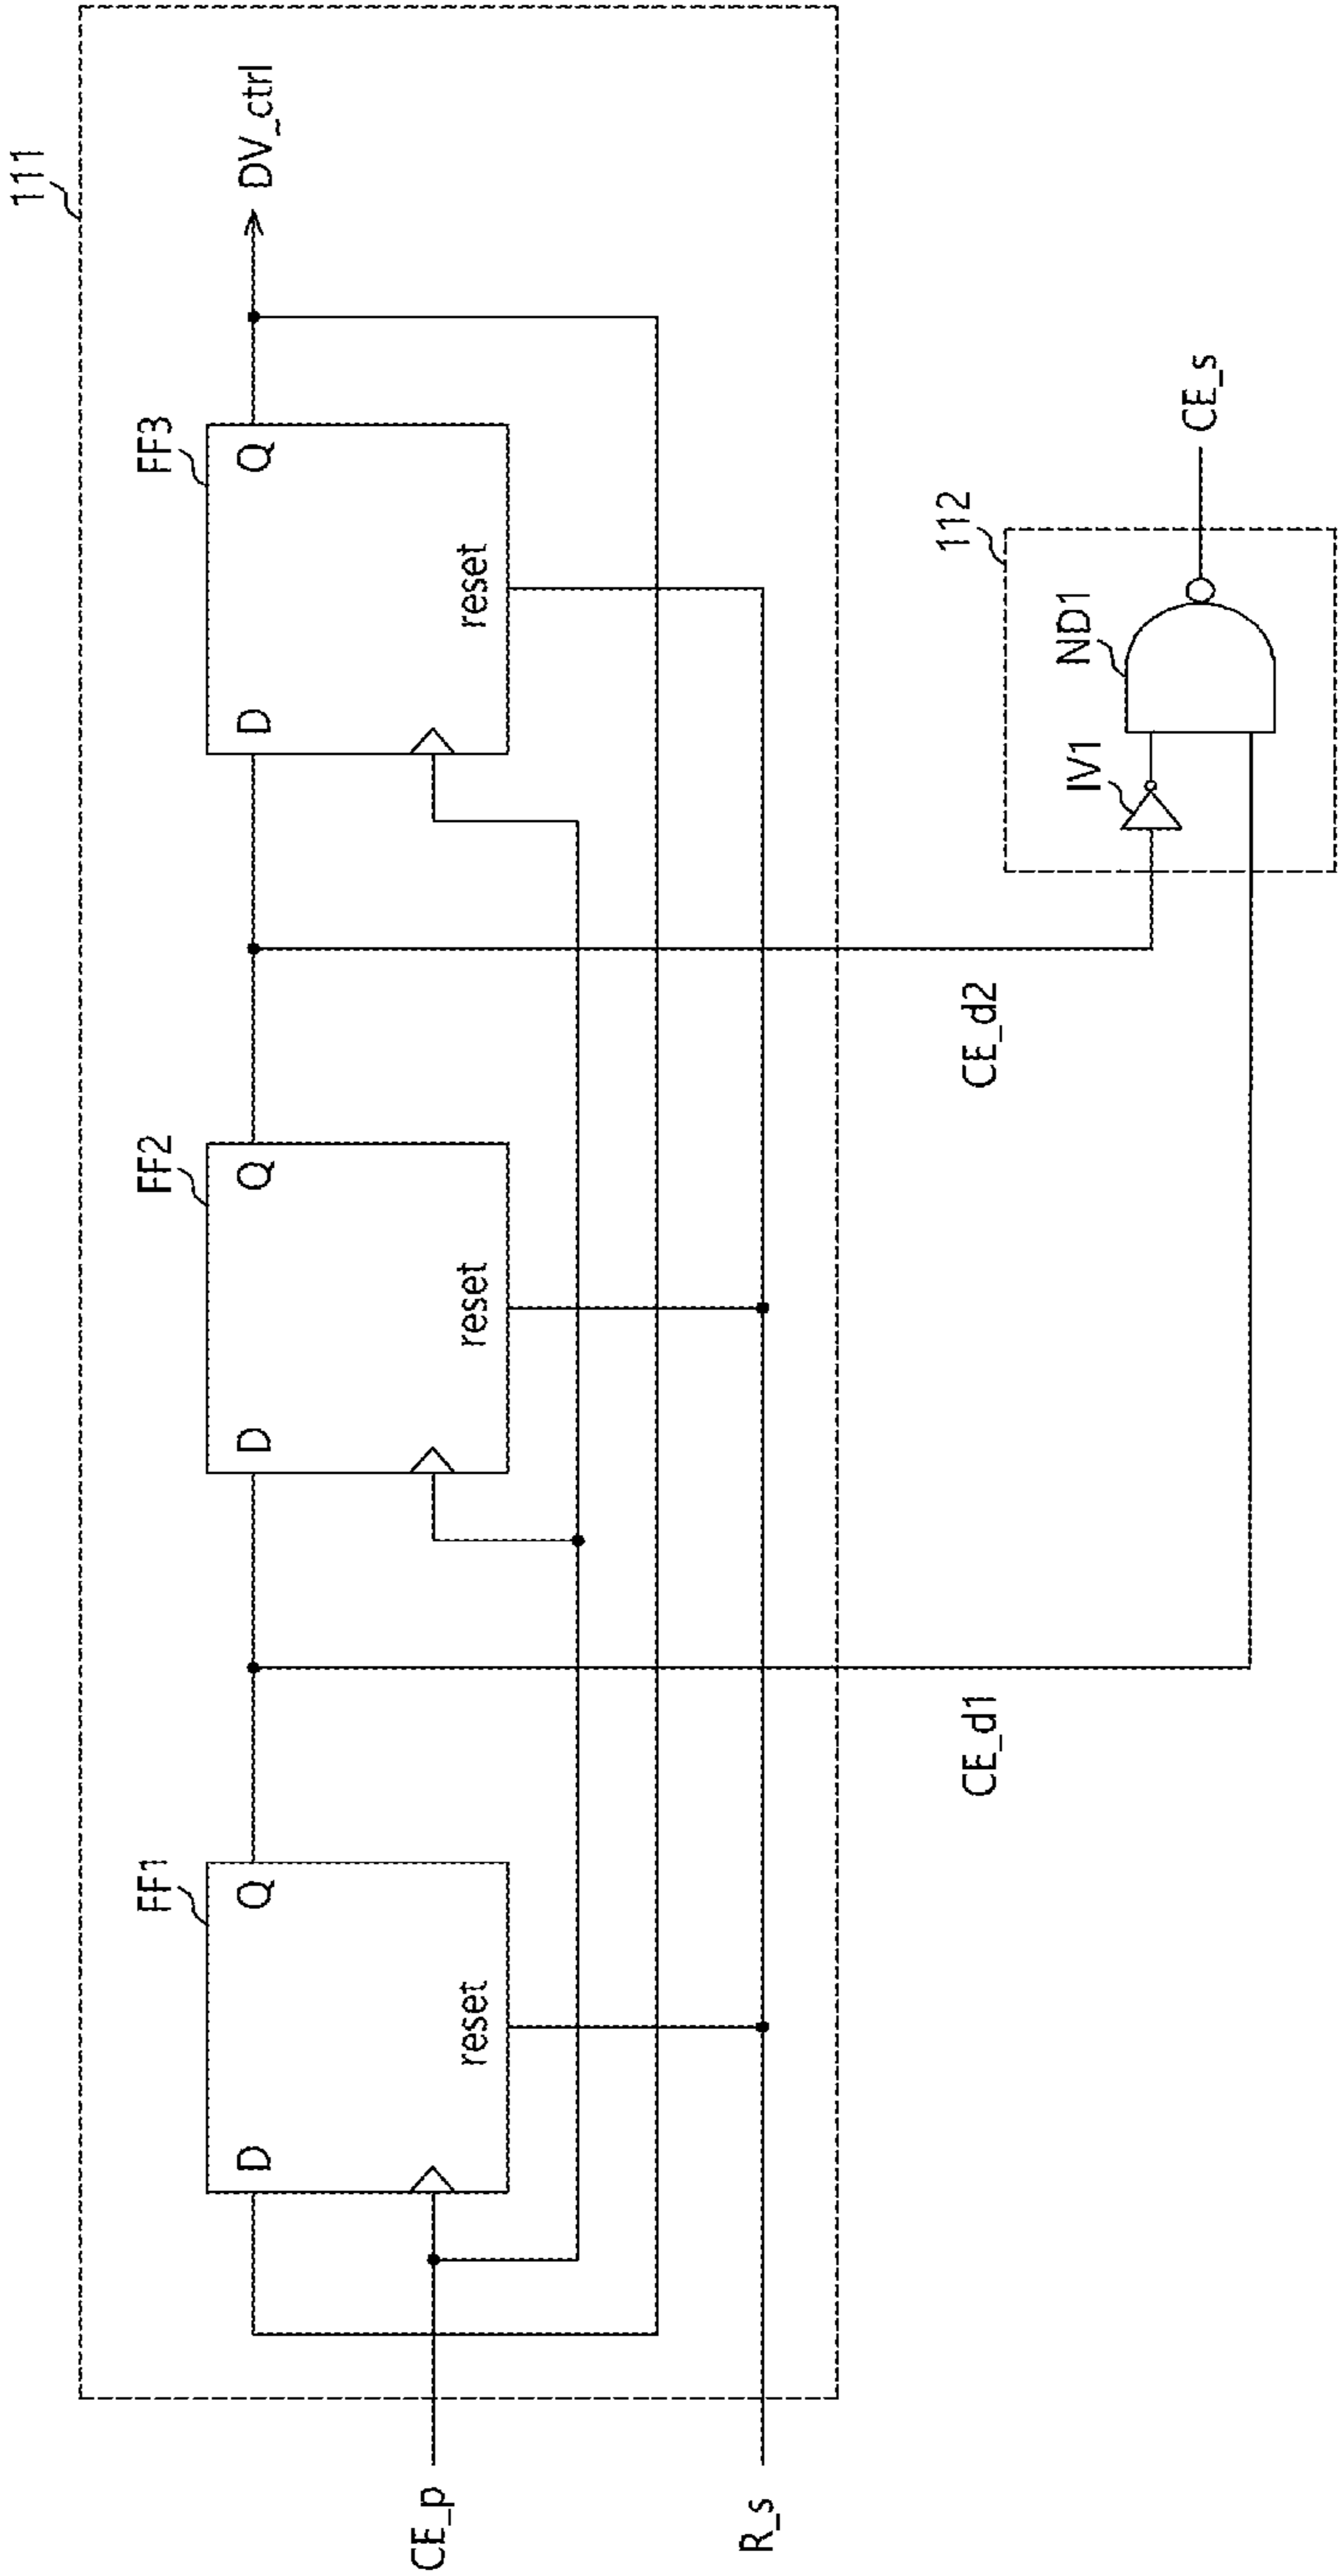 111
FF1
FF2
FF3
D
Q
D
Q
D
Q
DV_ctrl
reset
reset
reset
CE_p
R_s
CE_d1
CE_d2
112
IV1
ND1
CE_s